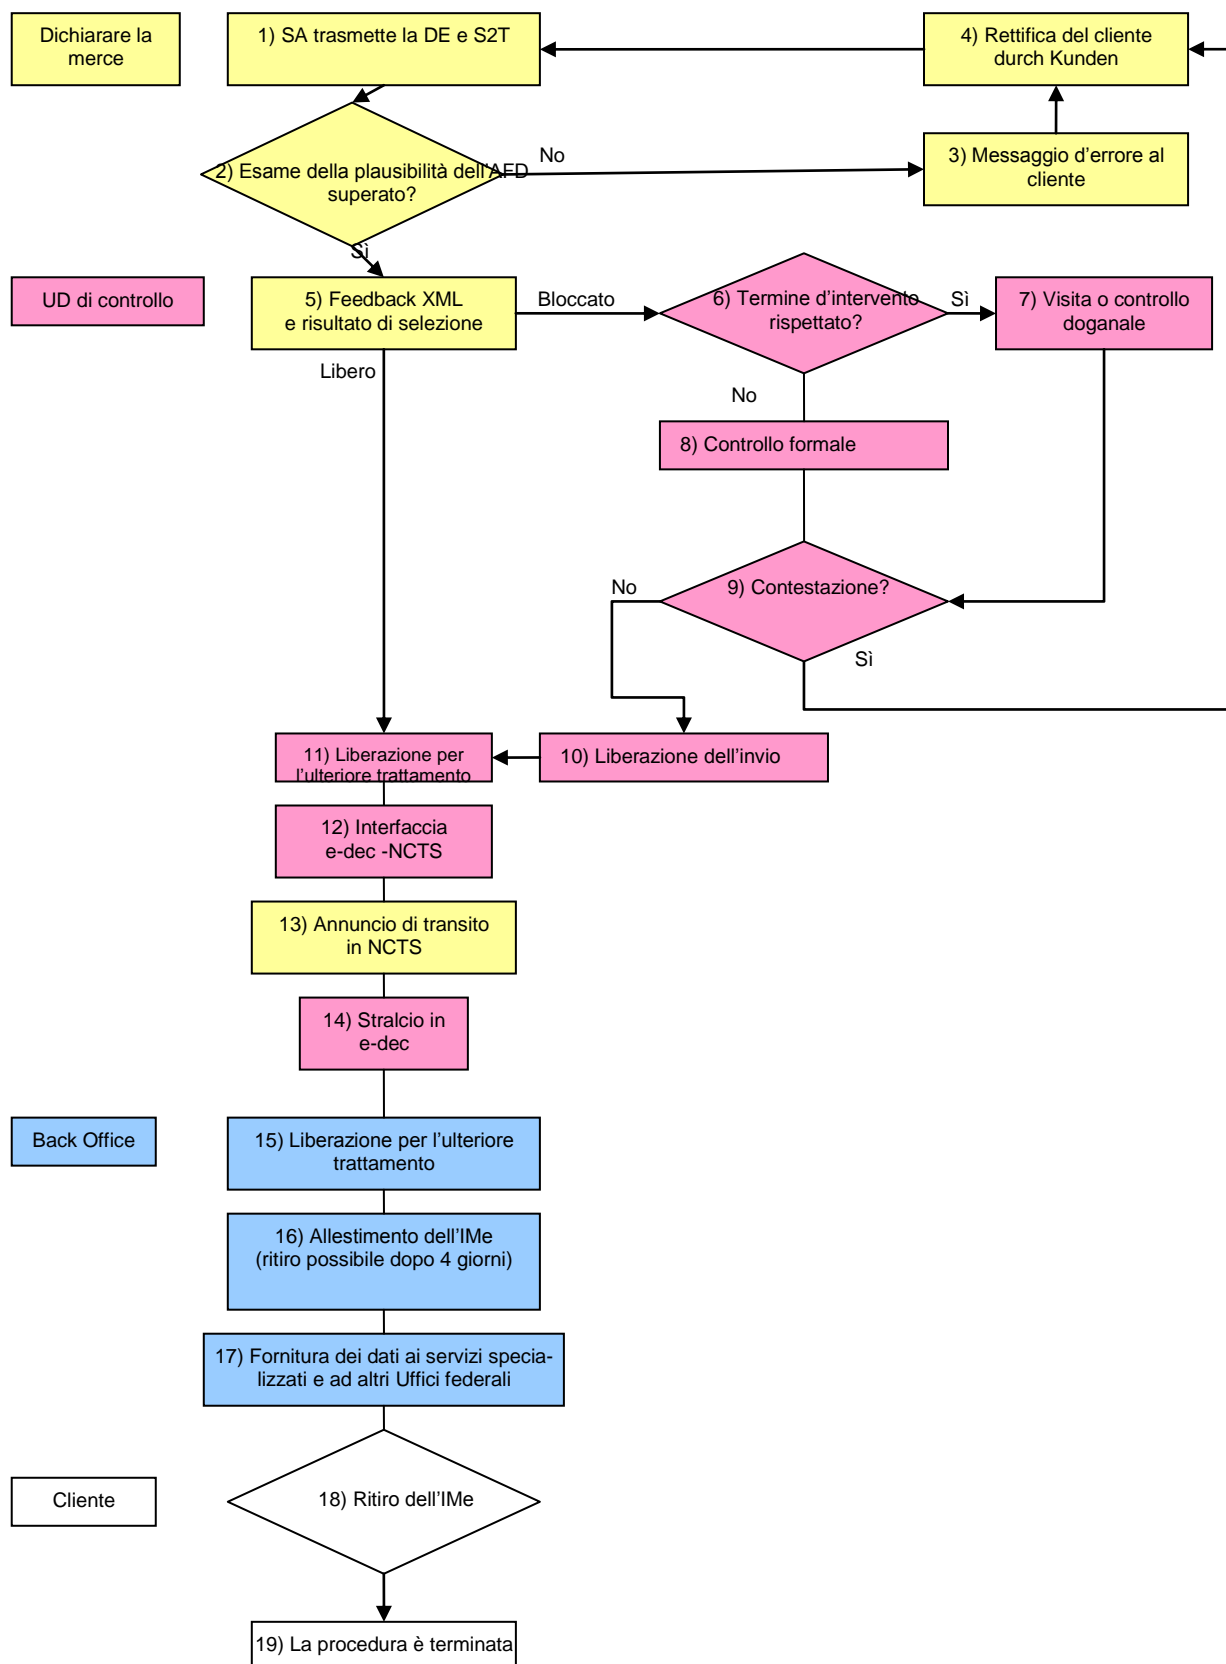 Dichiarare la
merce
1) SA trasmette la DE e S2T
4) Rettifica del cliente
durch Kunden
2) Esame della plausibilità dell'AFD
superato?
No
3) Messaggio d'errore al
cliente
Sì
UD di controllo
5) Feedback XML
e risultato di selezione
Bloccato
6) Termine d'intervento
rispettato?
Sì
7) Visita o controllo
doganale
Libero
No
8) Controllo formale
No
9) Contestazione?
Sì
11) Liberazione per
l'ulteriore trattamento
10) Liberazione dell'invio
12) Interfaccia
e-dec -NCTS
13) Annuncio di transito
in NCTS
14) Stralcio in
e-dec
Back Office
15) Liberazione per l'ulteriore
trattamento
16) Allestimento dell'IMe
(ritiro possibile dopo 4 giorni)
17) Fornitura dei dati ai servizi specia-
lizzati e ad altri Uffici federali
Cliente
18) Ritiro dell'IMe
19) La procedura è terminata